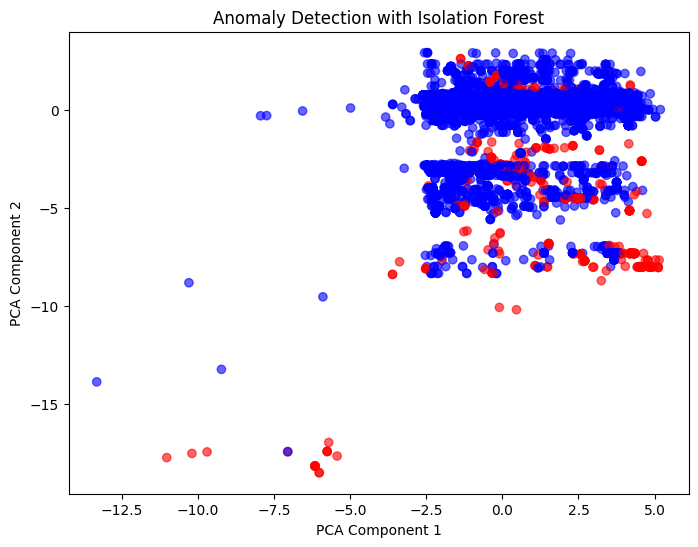 Anomaly Detection with Isolation Forest
0
−5
−10
−15
PCA Component 2
−12.5 −10.0 −7.5 −5.0 −2.5 0.0 2.5 5.0
PCA Component 1